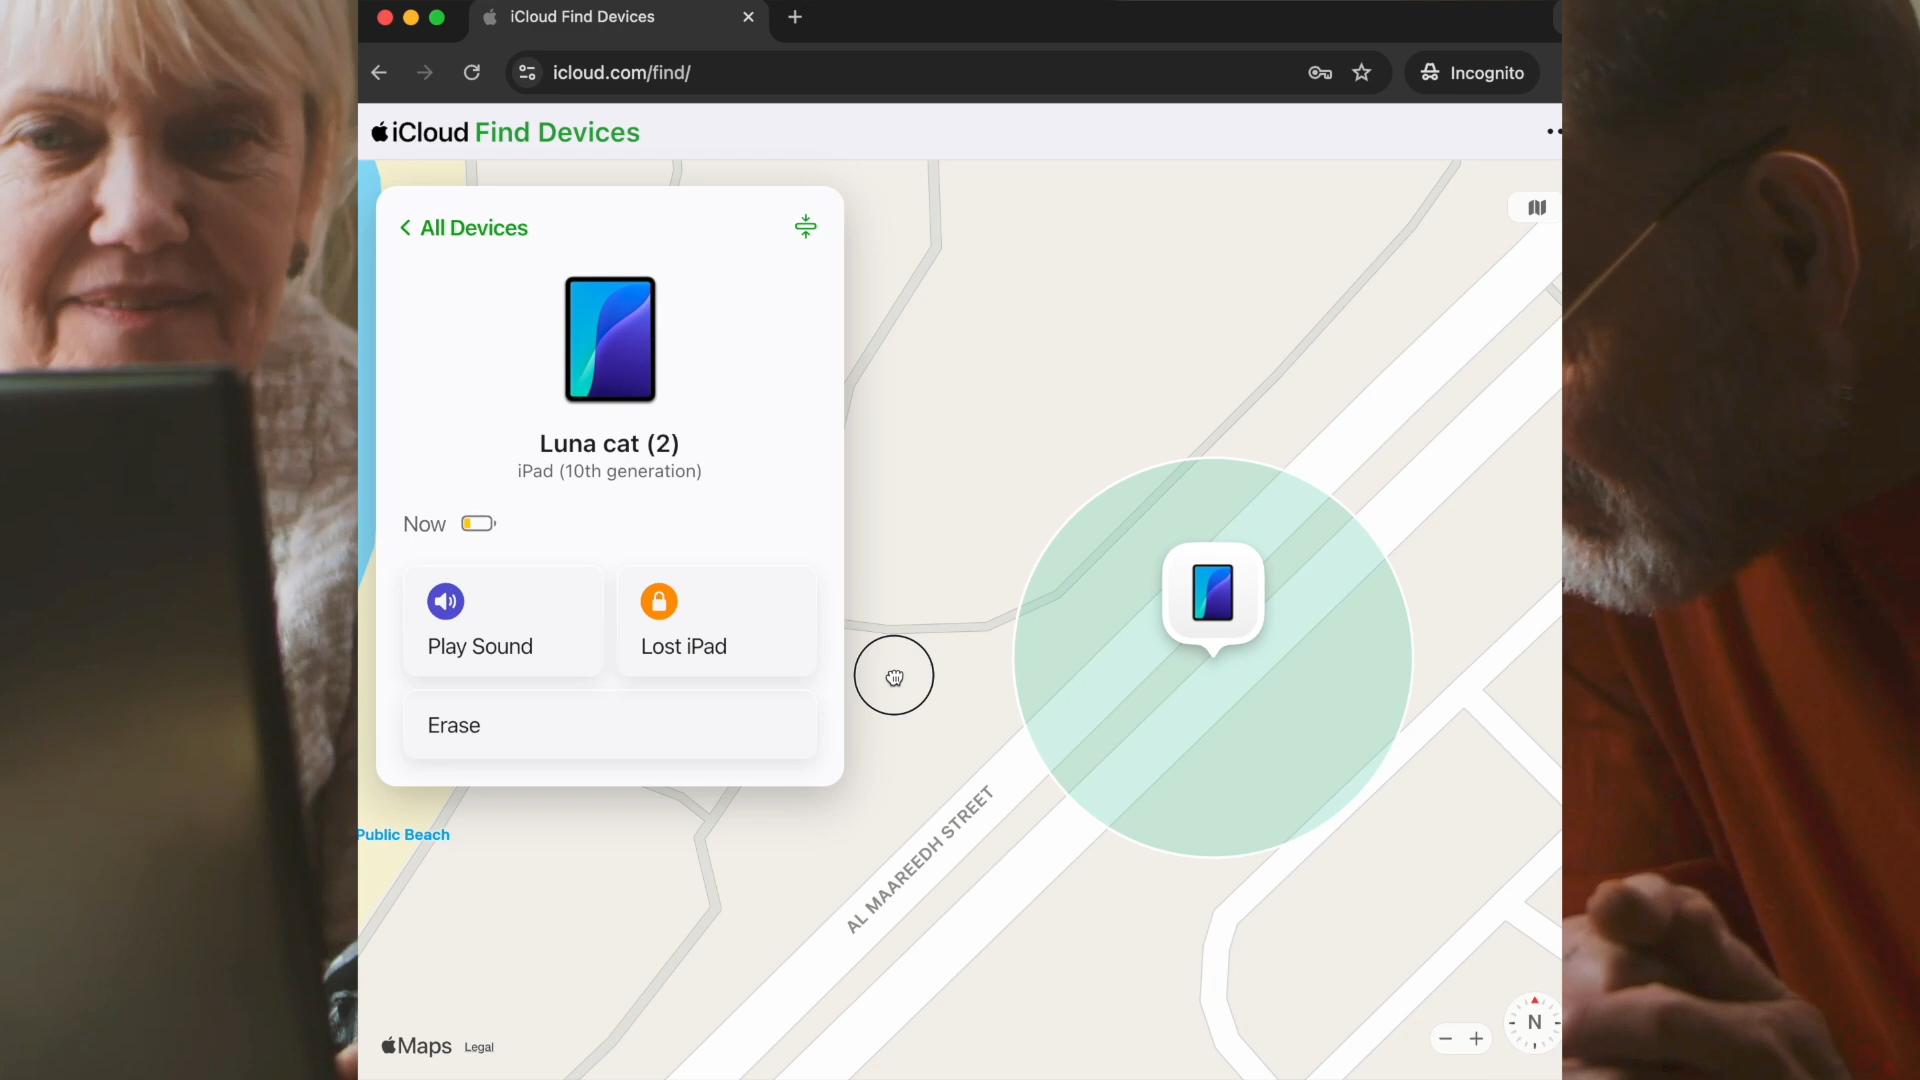 iCloud Find Devices
icloud.com/find/
Incognito
iCloud Find Devices
All Devices
Luna cat (2)
iPad (10th generation)
Now
Play Sound
Lost iPad
Erase
AL MAAREEDH STREET
Public Beach
N
Maps
Legal